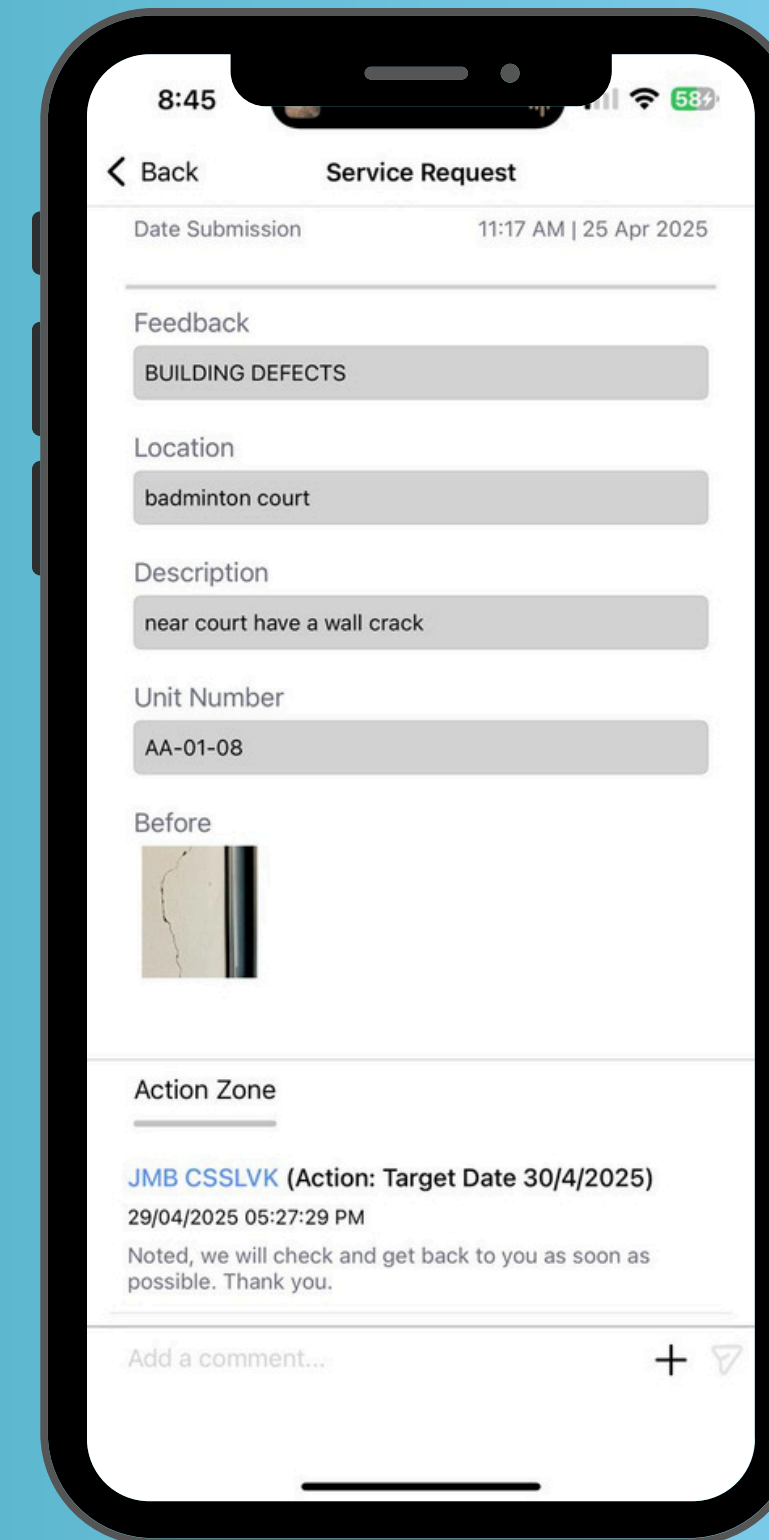 8:45
58
Back
Service Request
Date Submission 11:17 AM | 25 Apr 2025
Feedback
BUILDING DEFECTS
Location
badminton court
Description
near court have a wall crack
Unit Number
AA-01-08
Before
Action Zone
JMB CSSLVK (Action: Target Date 30/4/2025)
29/04/2025 05:27:29 PM
Noted, we will check and get back to you as soon as
possible. Thank you.
Add a comment...